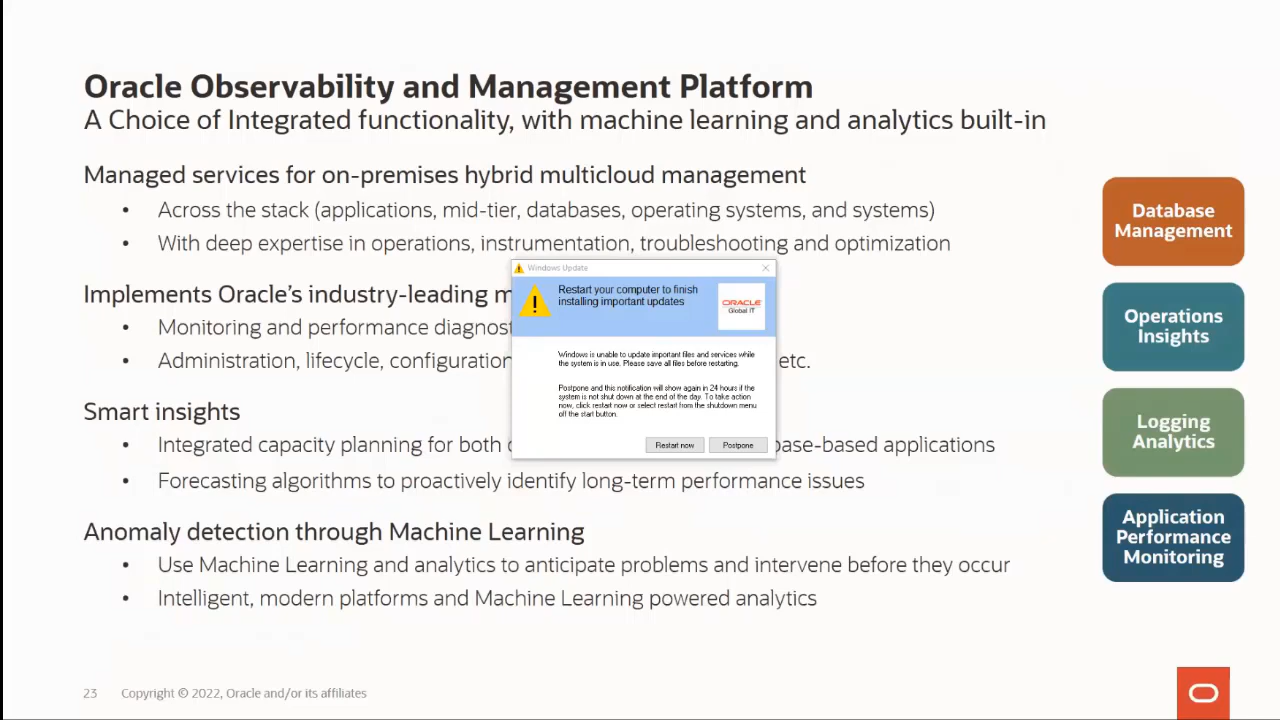 Oracle Observability and Management Platform
A Choice of Integrated functionality, with machine learning and analytics built-in
Managed services for on-premises hybrid multicloud management
• Across the stack (applications, mid-tier, databases, operating systems, and systems)
• With deep expertise in operations, instrumentation, troubleshooting and optimization
Implements Oracle's industry-leading
• Monitoring and performance
• Administration, lifecycle, configuration
etc.
Smart insights
• Integrated capacity planning for both
applications
• Forecasting algorithms to proactively identify long-term performance issues
Anomaly detection through Machine Learning
• Use Machine Learning and analytics to anticipate problems and intervene before they occur
• Intelligent, modern platforms and Machine Learning powered analytics
Windows Update
Restart your computer to finish
installing important updates
ORACLE
Global IT
Windows is unable to update important files and services while
the system is in use. Please save all files before restarting.
Postpone and this notification will show again in 24 hours if the
system is not shut down at the end of the day. To take action
now, click restart now or select restart from the shutdown menu
off the start button.
Restart now
Postpone
Database
Management
Operations
Insights
Logging
Analytics
Application
Performance
Monitoring
23 Copyright © 2022, Oracle and/or its affiliates